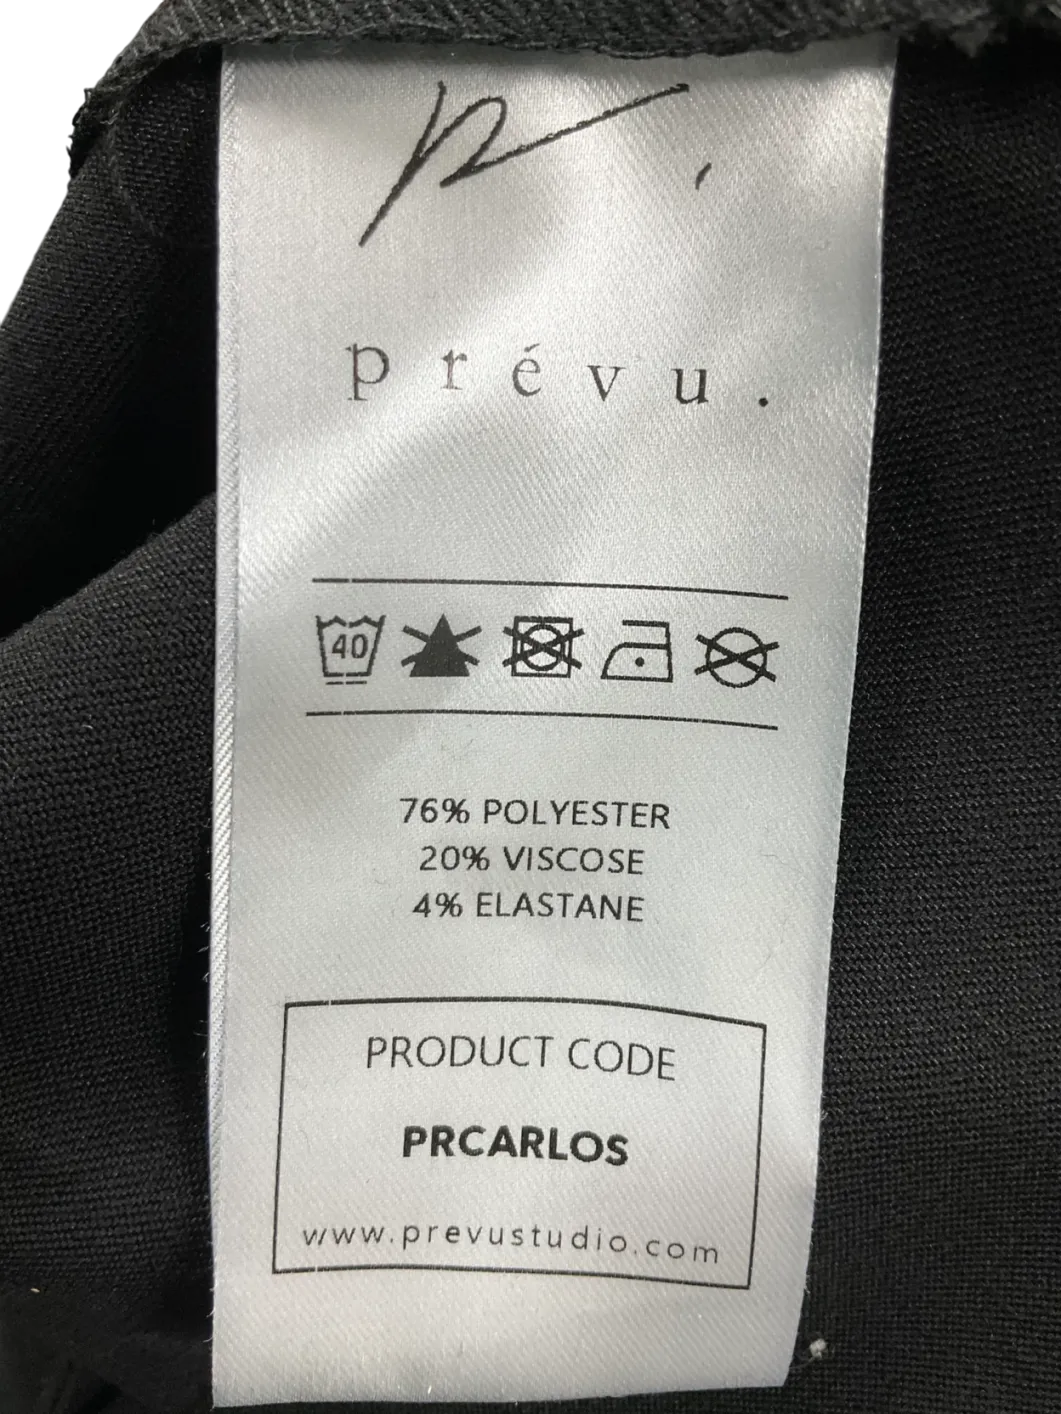 p.
prévu.
40
76% POLYESTER
20% VISCOSE
4% ELASTANE
PRODUCT CODE
PRCARLOS
www.prevustudio.com